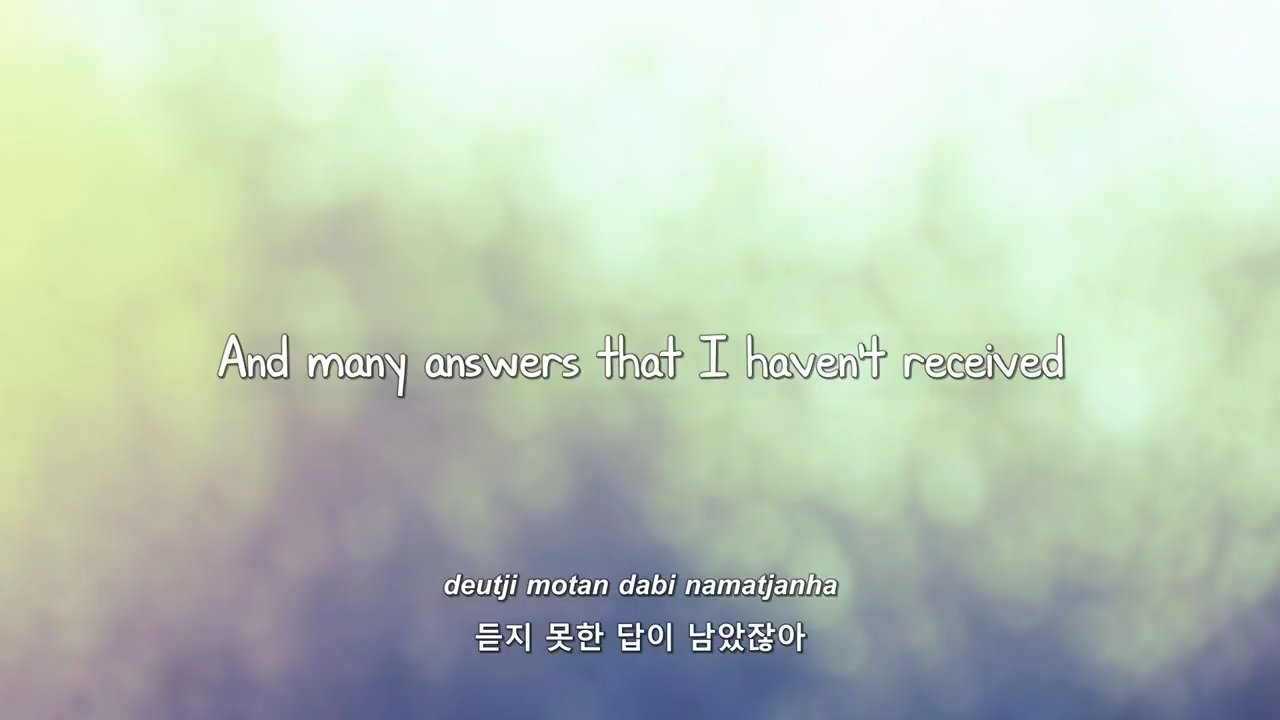 And many answers that I haven't received
deutji motan dabi namatjanha
듣지 못한 답이 남았잖아